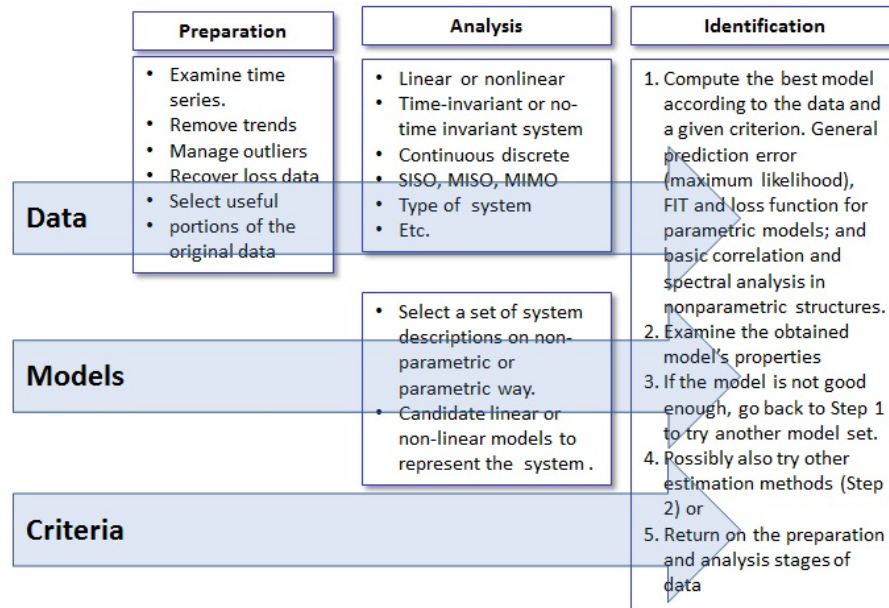 Preparation
• Examine time
series.
• Remove trends
• Manage outliers
• Recover loss data
• Select useful
• portions of the
original data
Analysis
• Linear or nonlinear
• Time-invariant or no-
time invariant system
• Continuous discrete
• SISO, MISO, MIMO
• Type of system
• Etc.
• Select a set of system
descriptions on non-
parametric or
parametric way.
• Candidate linear or
non-linear models to
represent the system .
Identification
1. Compute the best model
according to the data and
a given criterion. General
prediction error
(maximum likelihood),
FIT and loss function for
parametric models; and
basic correlation and
spectral analysis in
nonparametric structures.
2. Examine the obtained
model's properties
3. If the model is not good
enough, go back to Step 1
to try another model set.
4. Possibly also try other
estimation methods (Step
2) or
5. Return on the preparation
and analysis stages of
data
Data
Models
Criteria